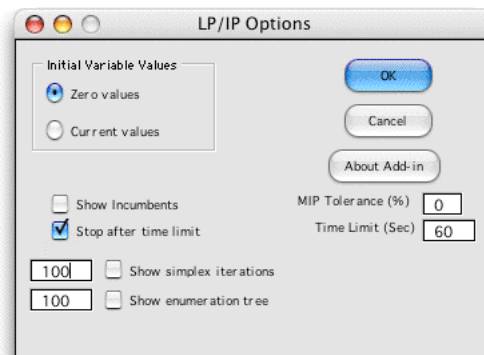 LP/IP Options
Initial Variable Values
Zero values
Current values
OK
Cancel
About Add-in
Show Incumbents
Stop after time limit
MIP Tolerance (%) 0
Time Limit (Sec) 60
100 Show simplex iterations
100 Show enumeration tree